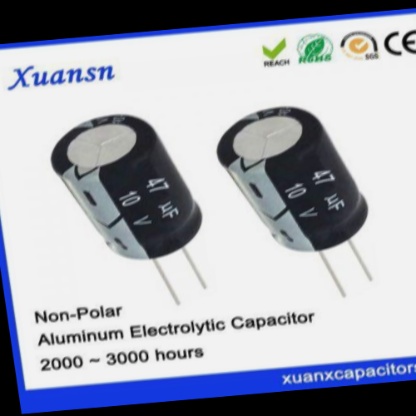 Xuansn
REACH
RoHS
SGS
CE
47 µF
10 V
47 µF
10 V
Non-Polar
Aluminum Electrolytic Capacitor
2000 ~ 3000 hours
xuanxcapacitors